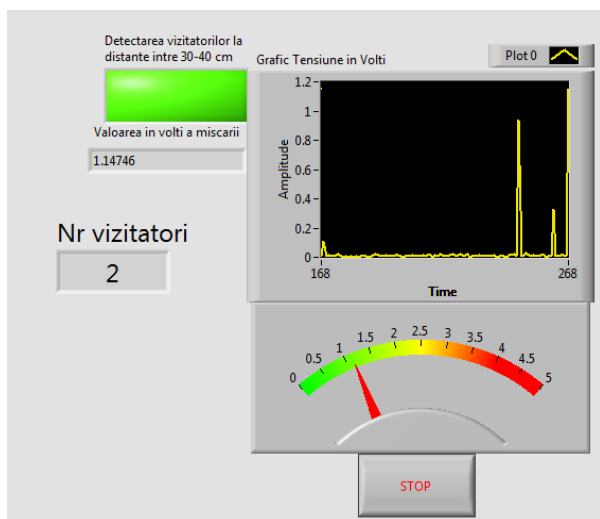 Detectarea vizitatorilor la
distante intre 30-40 cm
Grafic Tensiune in Volti
Plot 0
Valoarea in volti a miscarii
1.14746
Nr vizitatori
2
Amplitude
1.2
1
0.8
0.6
0.4
0.2
0
168
268
Time
0
0.5
1
1.5
2
2.5
3
3.5
4
4.5
5
STOP